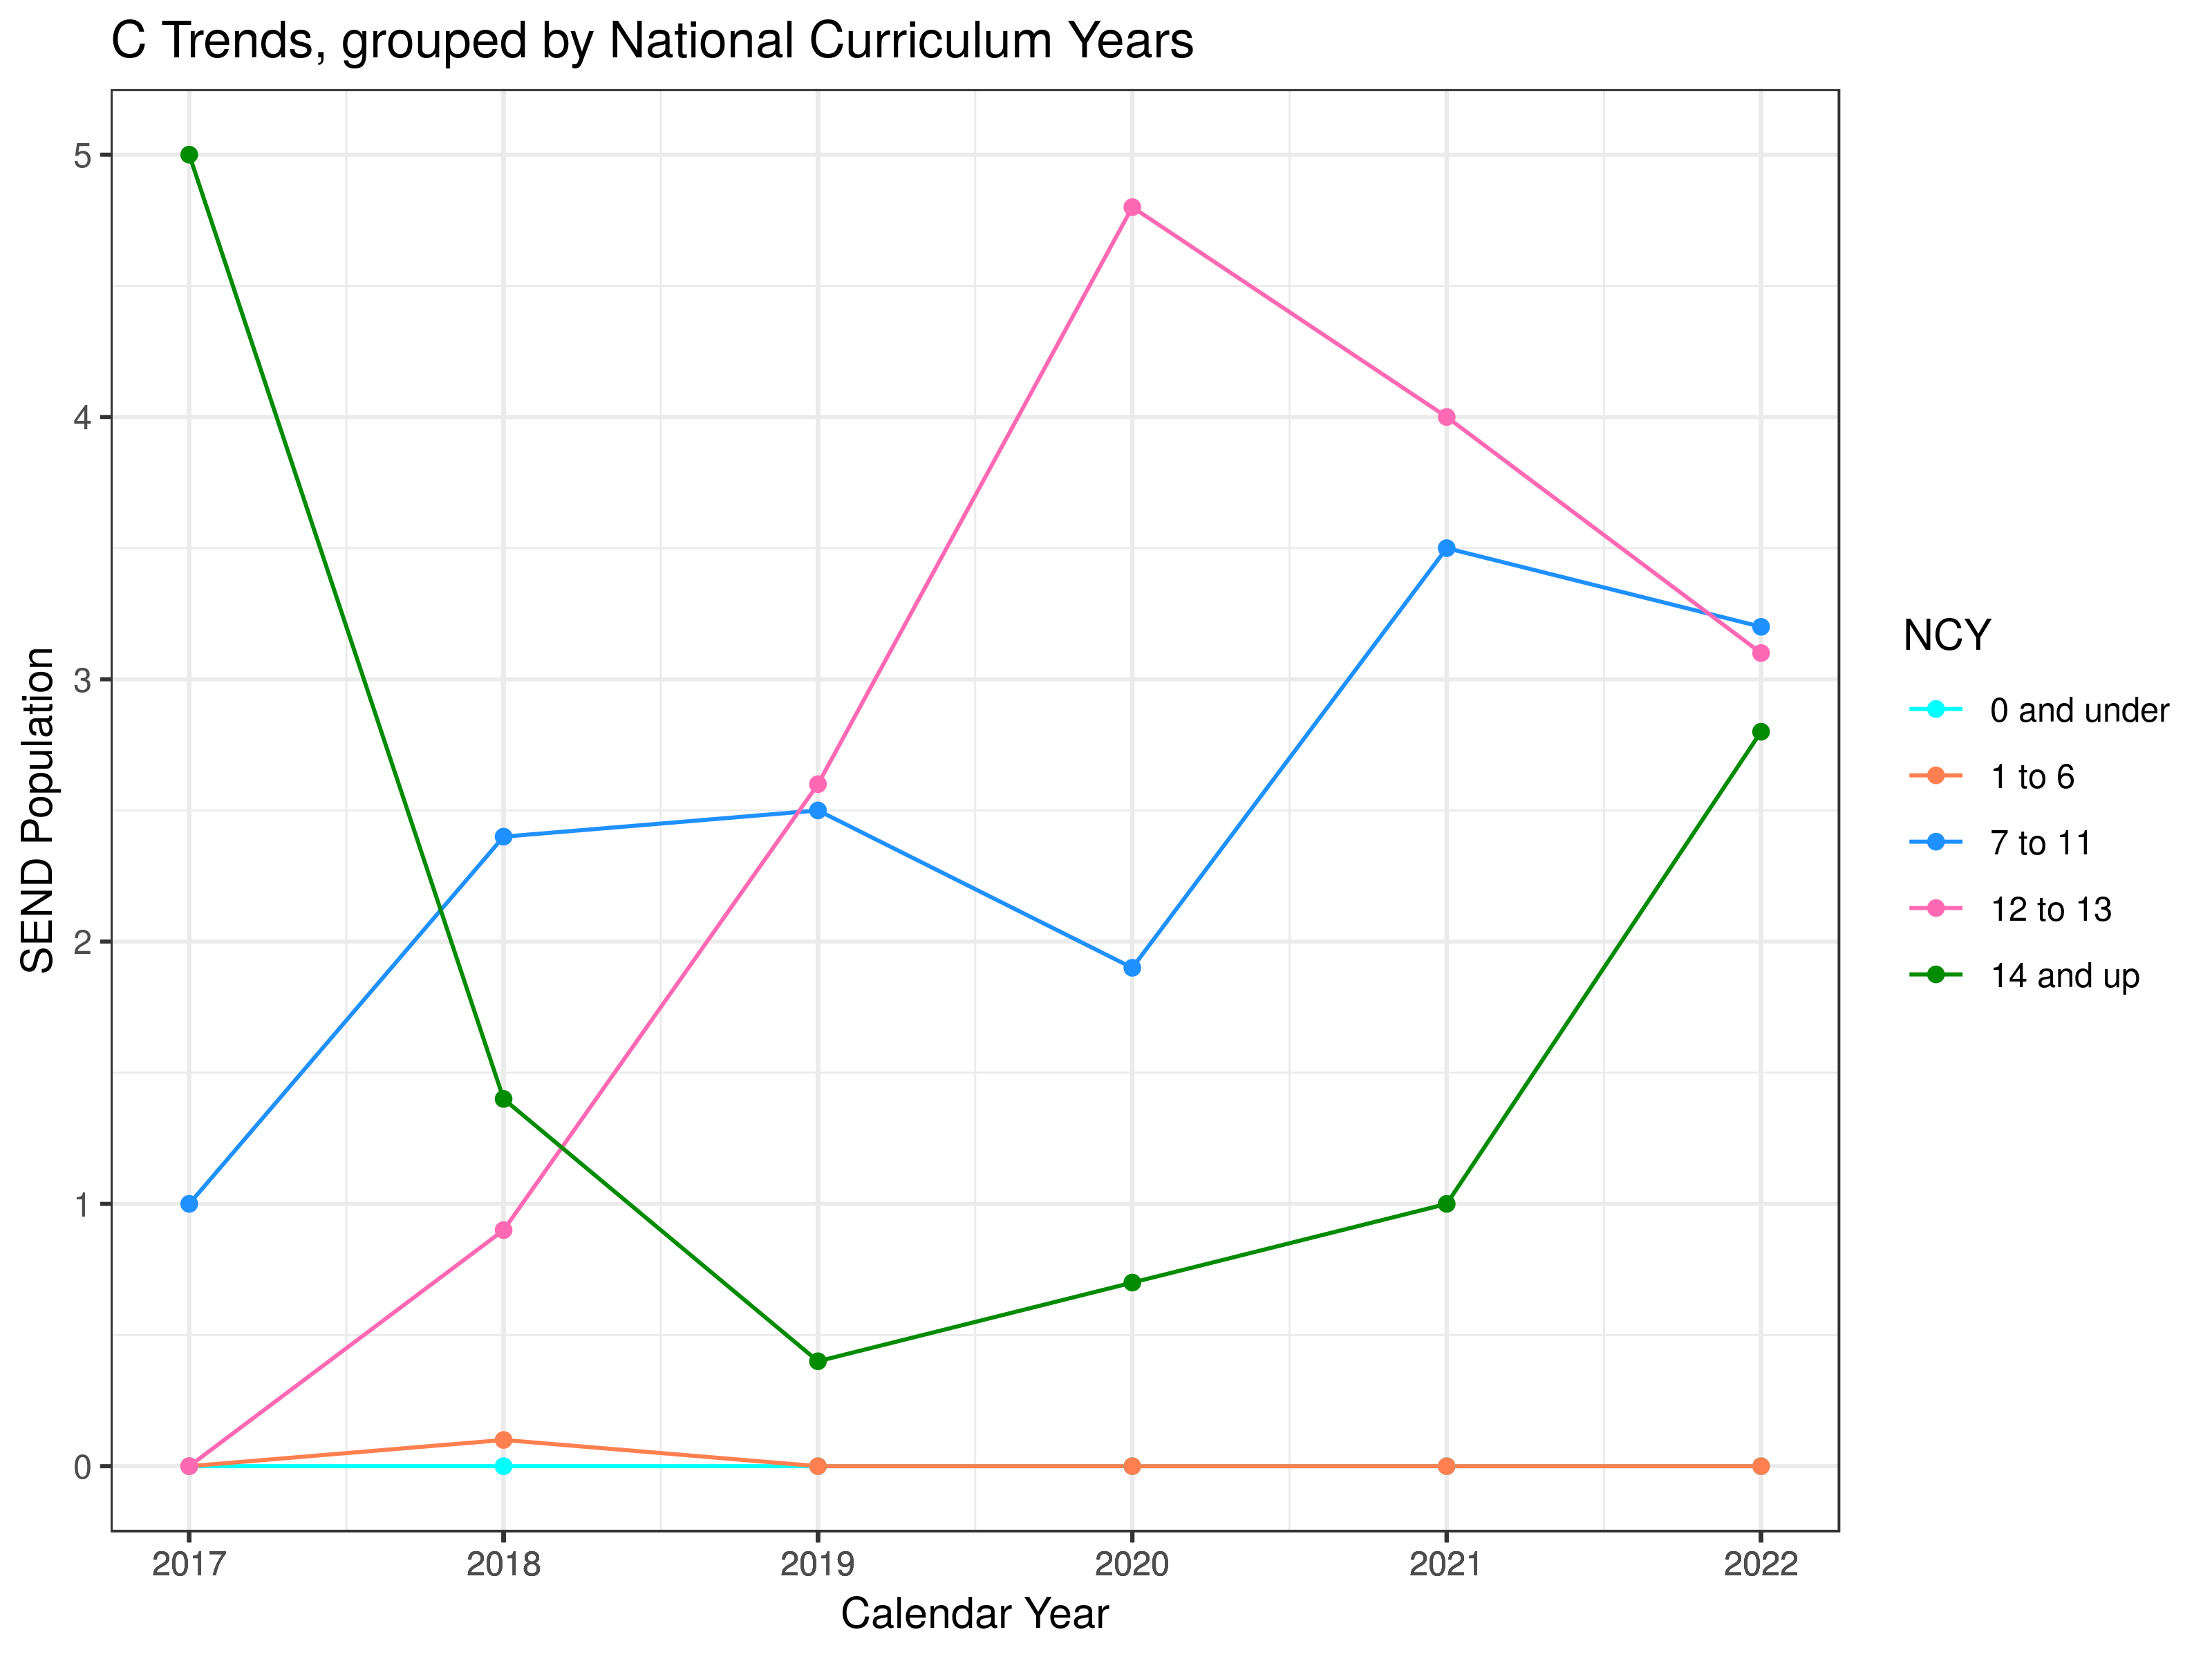 C Trends, grouped by National Curriculum Years
SEND Population
5
4
3
2
1
0
2017 2018 2019 2020 2021 2022
Calendar Year
NCY
0 and under
1 to 6
7 to 11
12 to 13
14 and up